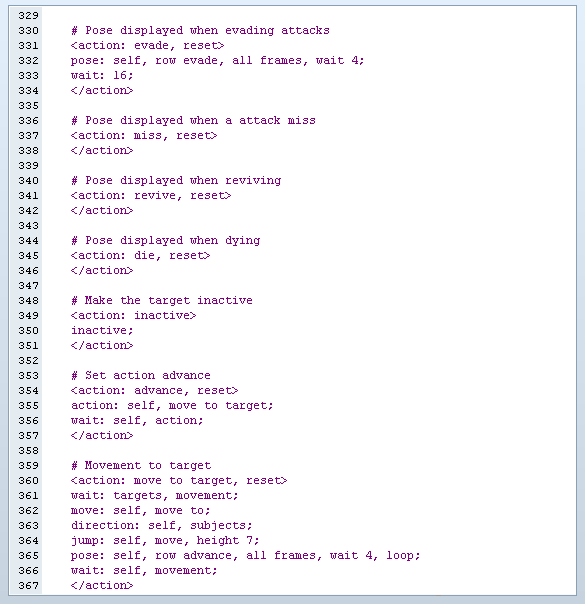 329
330 # Pose displayed when evading attacks
331 <action: evade, reset>
332 pose: self, row evade, all frames, wait 4;
333 wait: 16;
334 </action>
335
336 # Pose displayed when a attack miss
337 <action: miss, reset>
338 </action>
339
340 # Pose displayed when reviving
341 <action: revive, reset>
342 </action>
343
344 # Pose displayed when dying
345 <action: die, reset>
346 </action>
347
348 # Make the target inactive
349 <action: inactive>
350 inactive;
351 </action>
352
353 # Set action advance
354 <action: advance, reset>
355 action: self, move to target;
356 wait: self, action;
357 </action>
358
359 # Movement to target
360 <action: move to target, reset>
361 wait: targets, movement;
362 move: self, move to;
363 direction: self, subjects;
364 jump: self, move, height 7;
365 pose: self, row advance, all frames, wait 4, loop;
366 wait: self, movement;
367 </action>